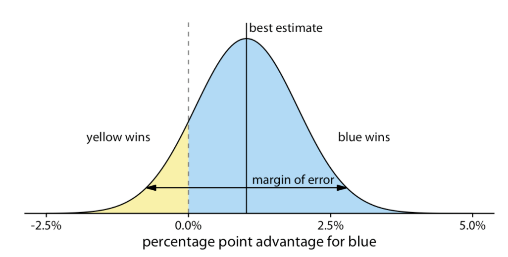 best estimate
yellow wins
blue wins
margin of error
-2.5%
0.0%
2.5%
5.0%
percentage point advantage for blue